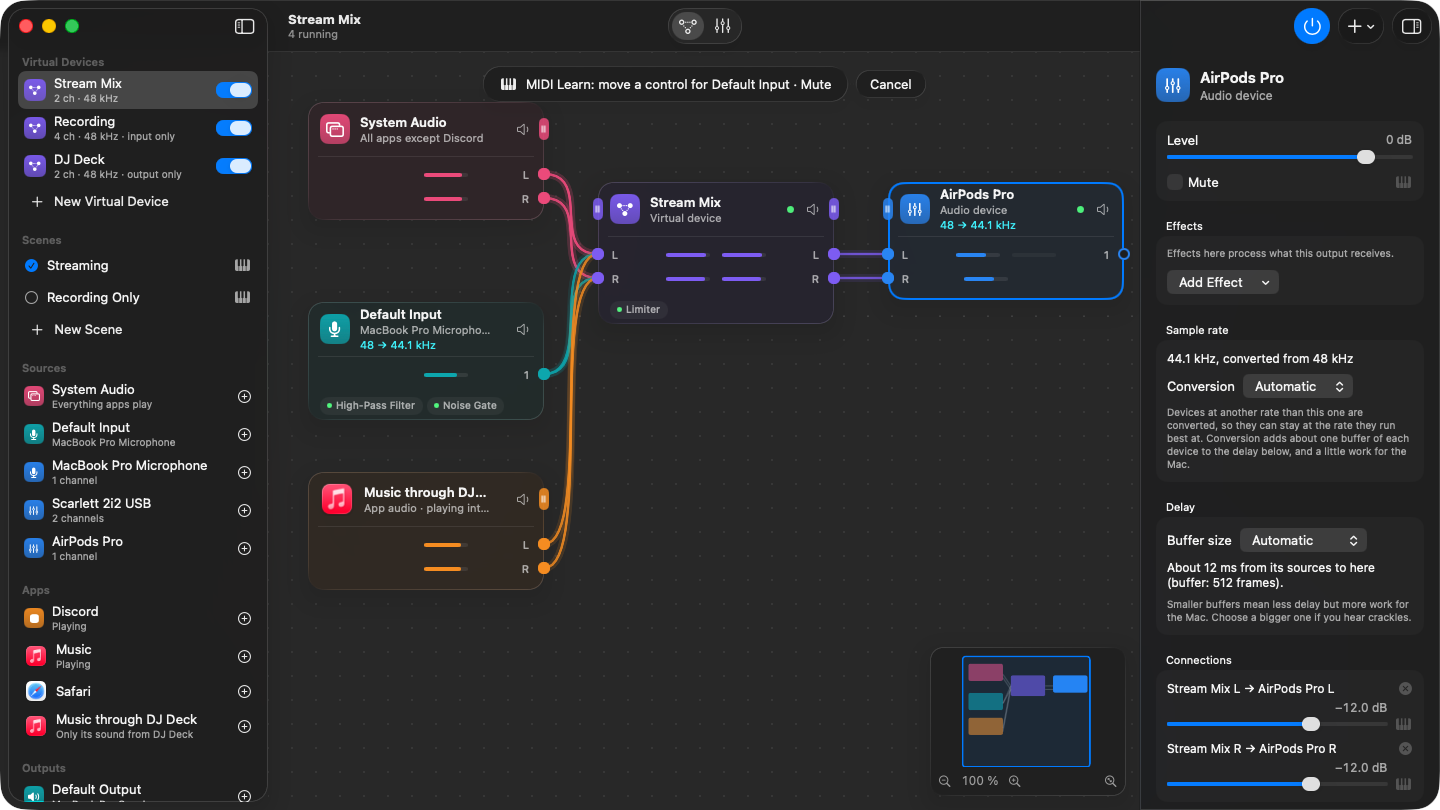 Stream Mix
4 running
Virtual Devices
Stream Mix
2 ch · 48 kHz
Recording
4 ch · 48 kHz · input only
DJ Deck
2 ch · 48 kHz · output only
New Virtual Device
Scenes
Streaming
Recording Only
New Scene
Sources
System Audio
Everything apps play
Default Input
MacBook Pro Microphone
MacBook Pro Microphone
1 channel
Scarlett 2i2 USB
2 channels
AirPods Pro
1 channel
Apps
Discord
Playing
Music
Playing
Safari
Music through DJ Deck
Only its sound from DJ Deck
Outputs
Default Output
MIDI Learn: move a control for Default Input · Mute
Cancel
System Audio
All apps except Discord
L
R
Default Input
MacBook Pro Micropho...
48 → 44.1 kHz
1
High-Pass Filter
Noise Gate
Music through DJ...
App audio · playing int...
L
R
Stream Mix
Virtual device
L L
R R
Limiter
AirPods Pro
Audio device
48 → 44.1 kHz
L 1
R
100 %
AirPods Pro
Audio device
Level 0 dB
Mute
Effects
Effects here process what this output receives.
Add Effect
Sample rate
44.1 kHz, converted from 48 kHz
Conversion Automatic
Devices at another rate than this one are
converted, so they can stay at the rate they run
best at. Conversion adds about one buffer of each
device to the delay below, and a little work for the
Mac.
Delay
Buffer size Automatic
About 12 ms from its sources to here
(buffer: 512 frames).
Smaller buffers mean less delay but more work for
the Mac. Choose a bigger one if you hear crackles.
Connections
Stream Mix L → AirPods Pro L
−12.0 dB
Stream Mix R → AirPods Pro R
−12.0 dB